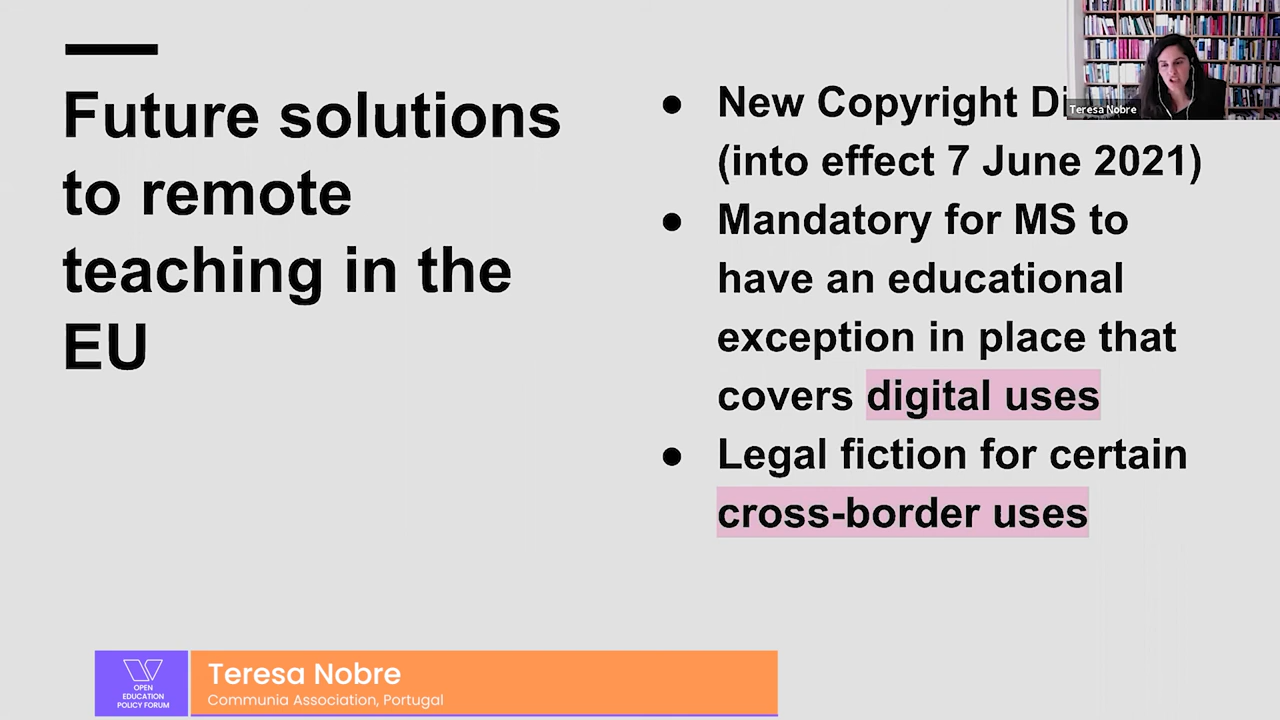 Future solutions
to remote
teaching in the
EU
● New Copyright
(into effect 7 June 2021)
● Mandatory for MS to
have an educational
exception in place that
covers digital uses
● Legal fiction for certain
cross-border uses
Teresa Nobre
OPEN
EDUCATION
POLICY FORUM
Teresa Nobre
Communia Association, Portugal